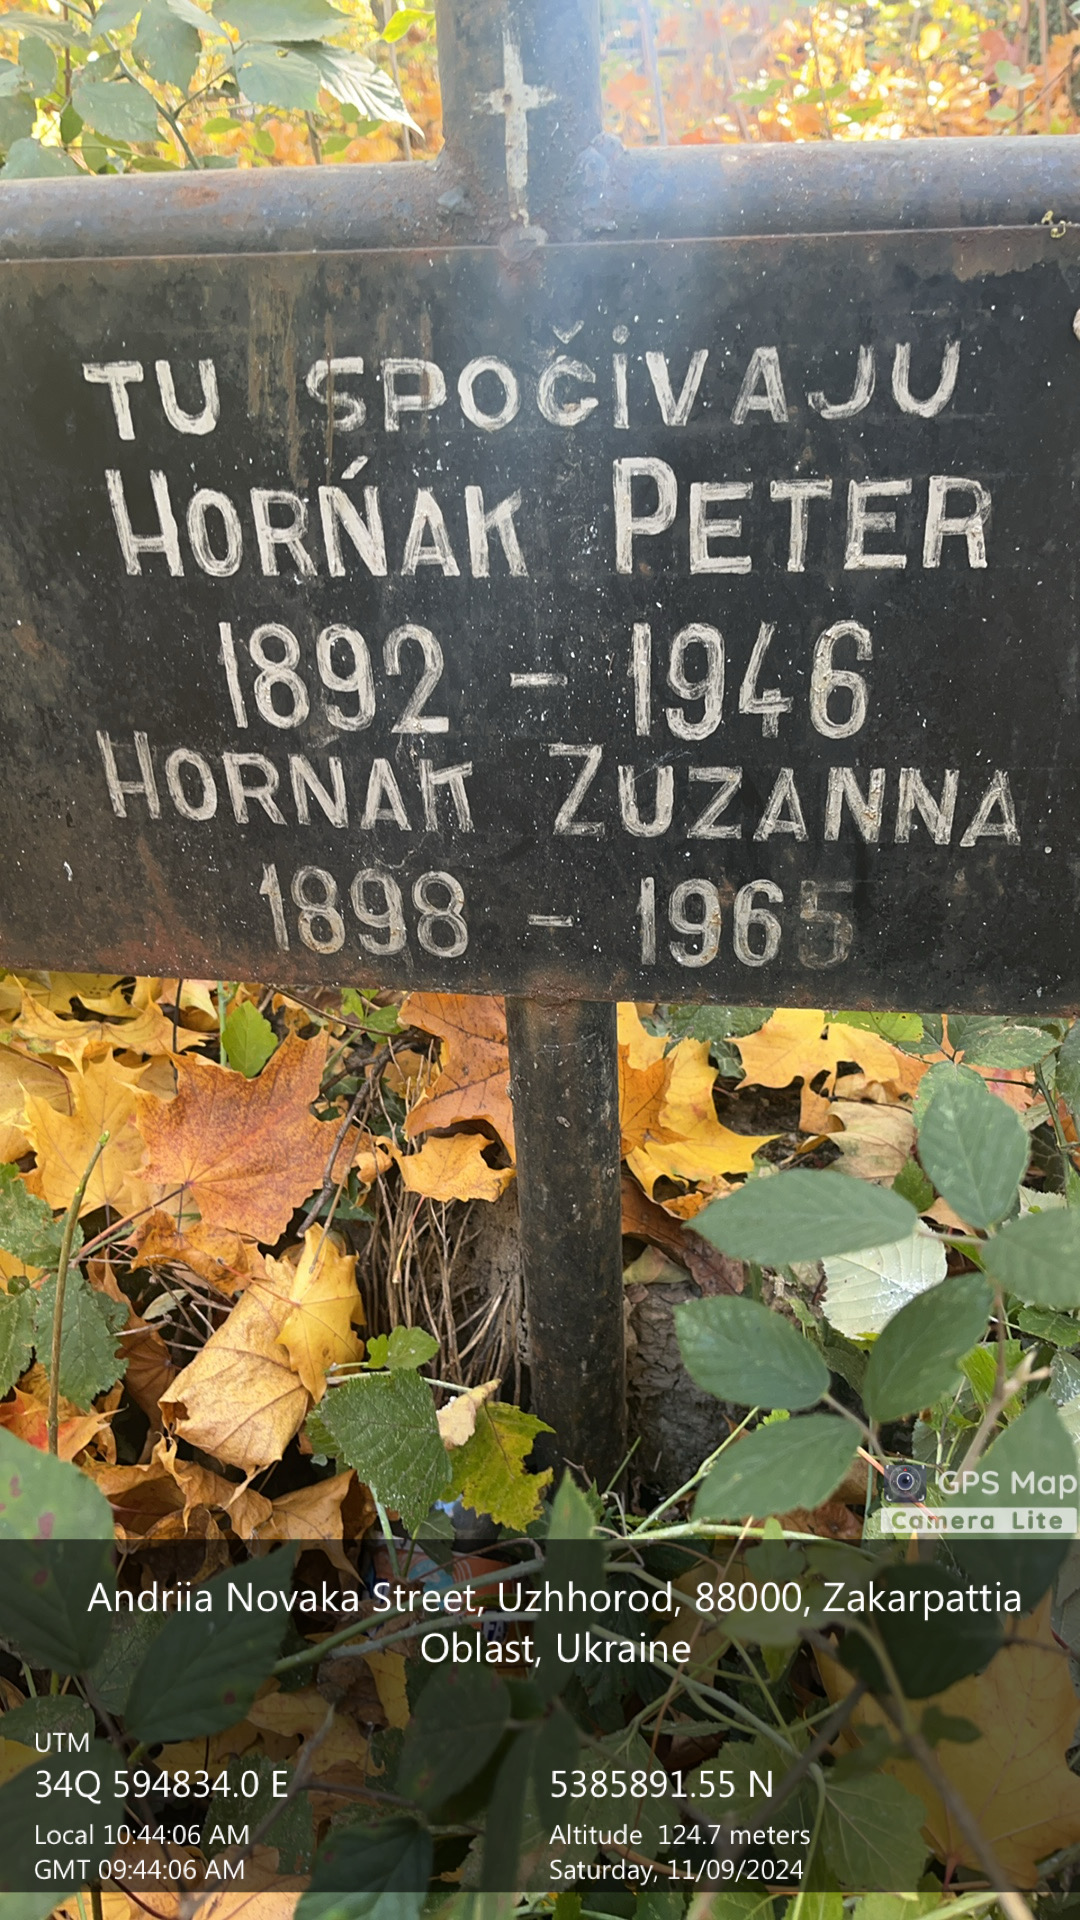 TU SPOČIVAJU
HORŃAK PETER
1892 - 1946
HORNAK ZUZANNA
1898 - 1965
GPS Map
Camera Lite
Andriia Novaka Street, Uzhhorod, 88000, Zakarpattia
Oblast, Ukraine
UTM
34Q 594834.0 E
5385891.55 N
Local 10:44:06 AM
Altitude 124.7 meters
GMT 09:44:06 AM
Saturday, 11/09/2024